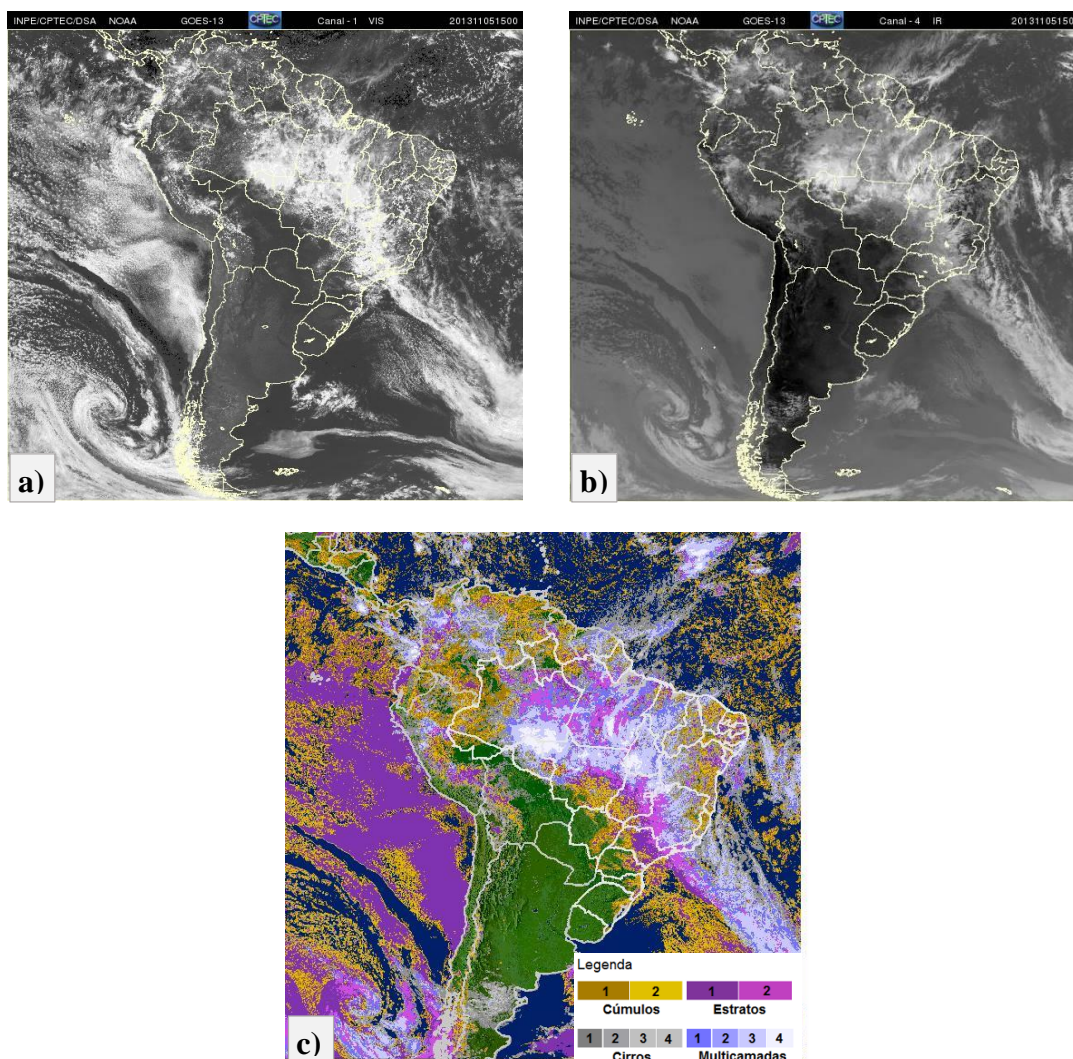 INPE/CPTEC/DSA NOAA GOES-13 CPTEC Canal - 1 VIS 201311051500
a)
INPE/CPTEC/DSA NOAA GOES-13 CPTEC Canal - 4 IR 201311051500
b)
c)
Legenda
1 2 1 2
Cúmulos Estratos
1 2 3 4 1 2 3 4
Cirros Multicamadas